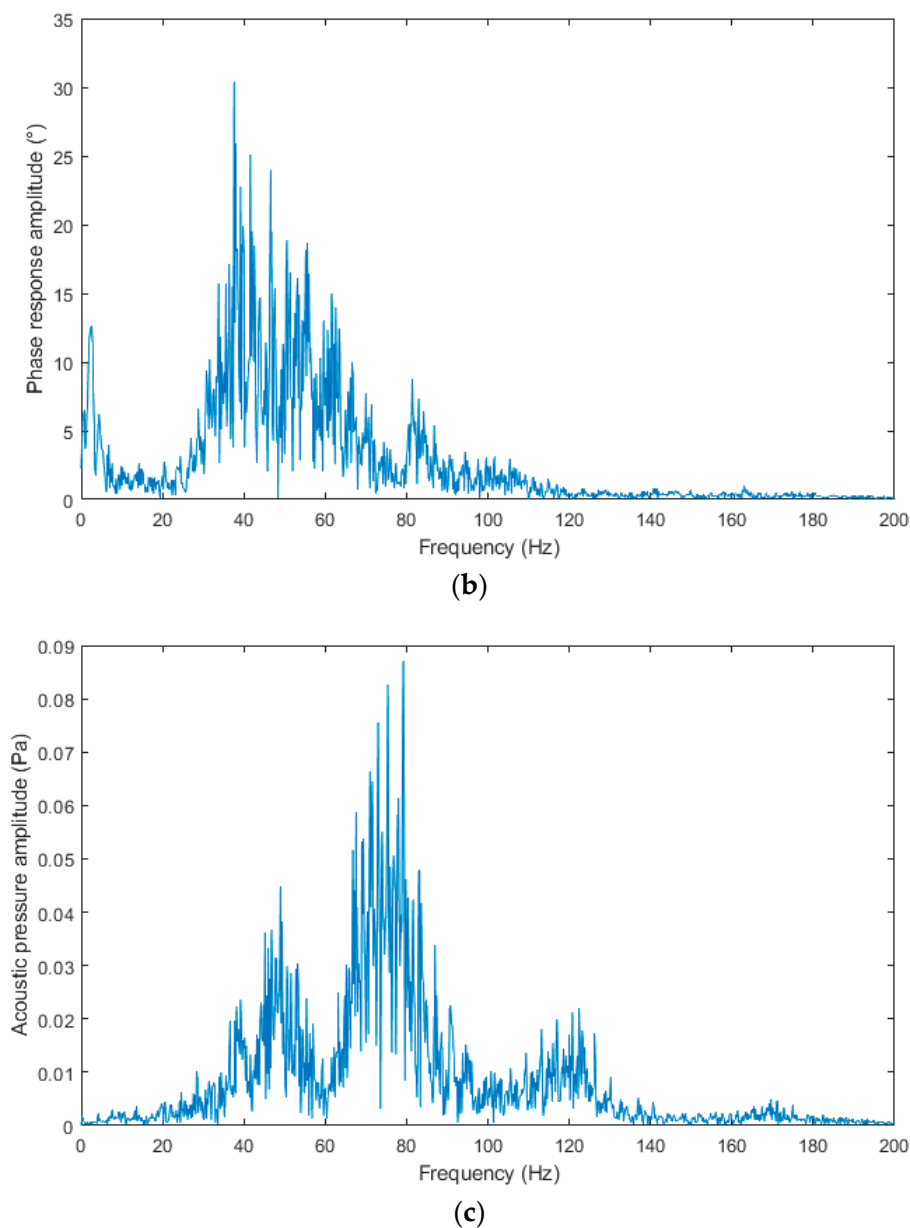 35
30
25
20
15
10
5
0
Phase response amplitude (°)
0 20 40 60 80 100 120 140 160 180 200
Frequency (Hz)
(b)
0.09
0.08
0.07
0.06
0.05
0.04
0.03
0.02
0.01
0
Acoustic pressure amplitude (Pa)
0 20 40 60 80 100 120 140 160 180 200
Frequency (Hz)
(c)